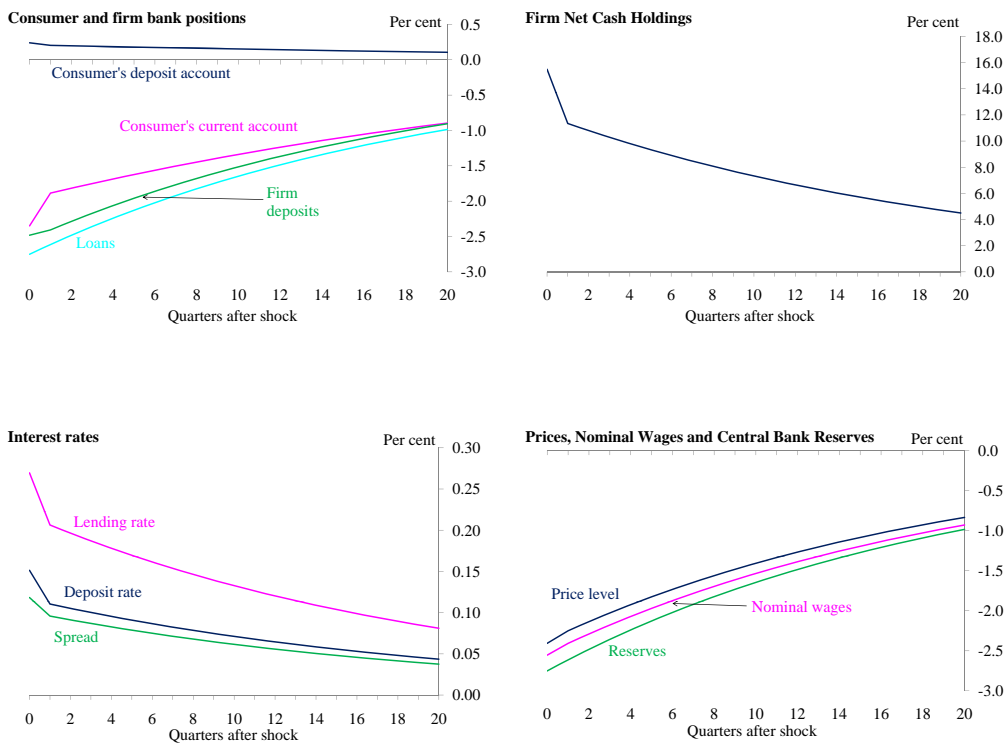 Consumer and firm bank positions
Per cent
0.5
0.0
-0.5
-1.0
-1.5
-2.0
-2.5
-3.0
Consumer's deposit account
Consumer's current account
Firm
deposits
Loans
0 2 4 6 8 10 12 14 16 18 20
Quarters after shock
Firm Net Cash Holdings
Per cent
18.0
16.0
14.0
12.0
10.0
8.0
6.0
4.0
2.0
0.0
0 2 4 6 8 10 12 14 16 18 20
Quarters after shock
Interest rates
Per cent
0.30
0.25
0.20
0.15
0.10
0.05
0.00
Lending rate
Deposit rate
Spread
0 2 4 6 8 10 12 14 16 18 20
Quarters after shock
Prices, Nominal Wages and Central Bank Reserves
Per cent
0.0
-0.5
-1.0
-1.5
-2.0
-2.5
-3.0
Price level
Nominal wages
Reserves
0 2 4 6 8 10 12 14 16 18 20
Quarters after shock